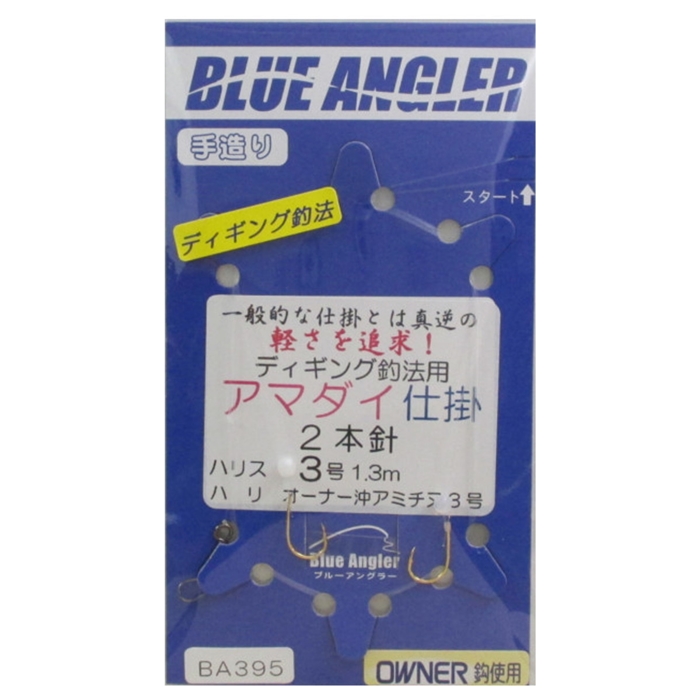 BLUE ANGLER
手造り
スタート
ディギング釣法
一般的な仕掛とは真逆の
軽さを追求！
ディギング釣法用
アマダイ仕掛
2本針
ハリス 3号 1.3m
ハリ オーナー沖アミチヌ3号
Blue Angler
ブルーアングラー
BA395
OWNER 鈎使用